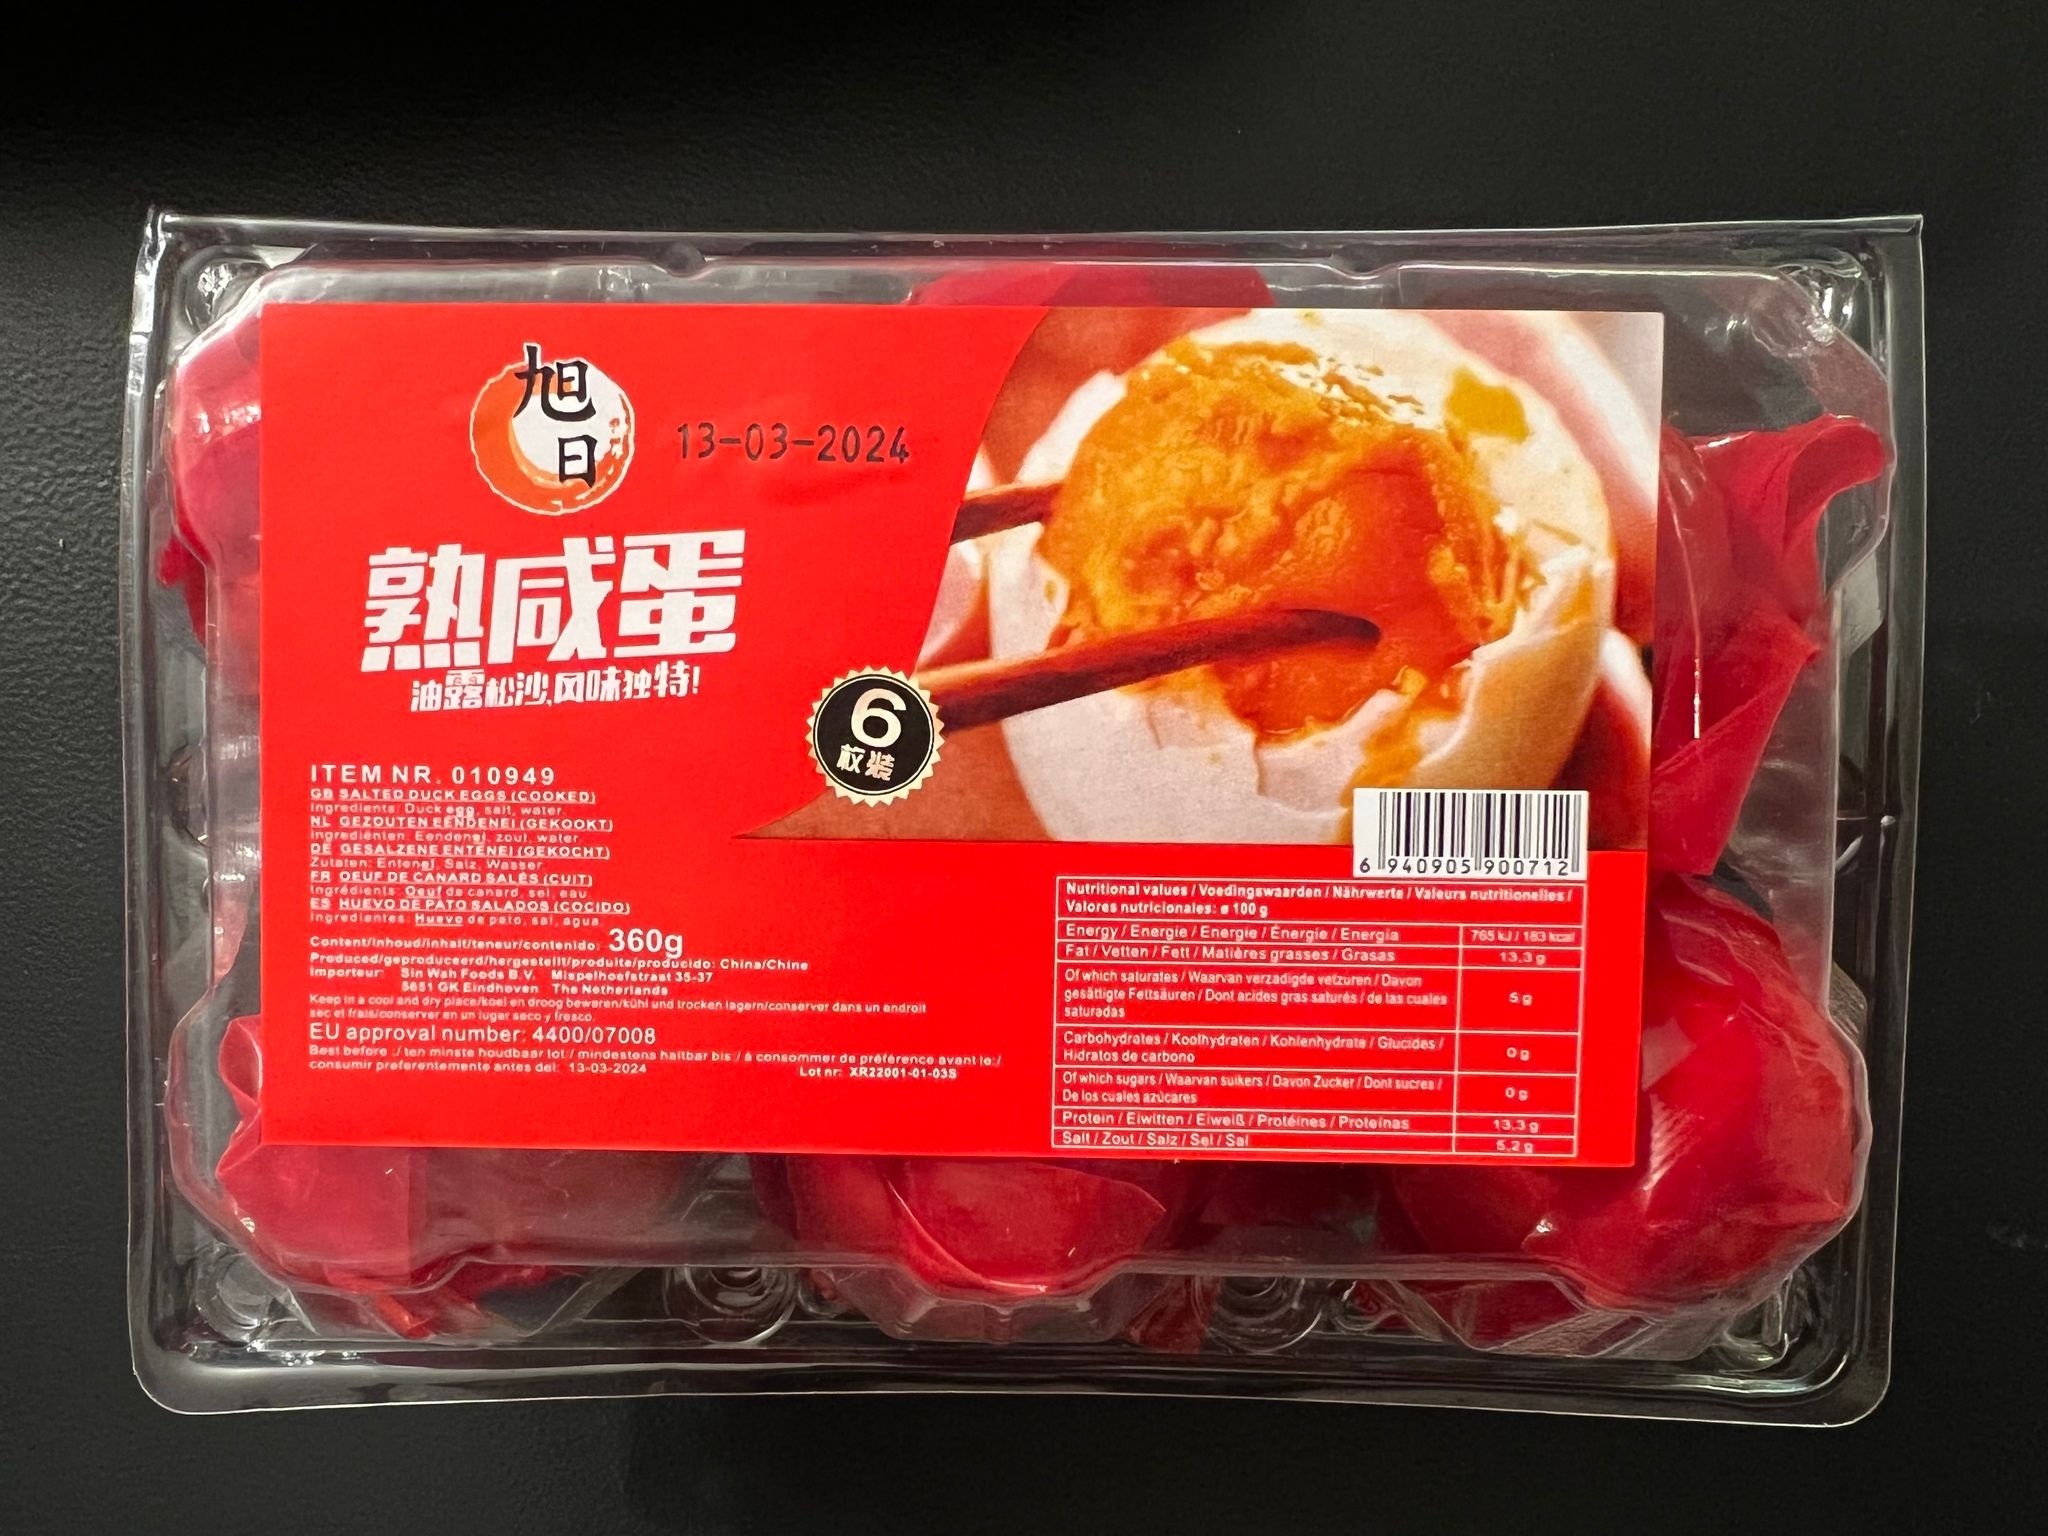 旭
日
13-03-2024
熟咸蛋
油露松沙,风味独特!
6
枚装
ITEM NR. 010949
GB SALTED DUCK EGGS (COOKED)
Ingredients: Duck egg, salt, water.
NL GEZOUTEN EENDENEI (GEKOOKT)
Ingrediënten: Eendenei, zout, water
DE GESALZENE ENTENEI (GEKOCHT)
Zutaten: Entenei, Salz, Wasser
FR OEUF DE CANARD SALÉS (CUIT)
Ingrédients: Oeuf de canard, sel, eau
ES HUEVO DE PATO SALADOS (COCIDO)
Ingredientes: Huevo de pato, sal, agua
Content/inhoud/inhalt/teneur/contenido: 360g
Produced/geproduceerd/hergestellt/produite/producido: China/Chine
Importeur: Sin Wah Foods B.V. Mispelhoefstraat 35-37
5651 GK Eindhoven The Netherlands
Keep in a cool and dry place/koel en droog bewaren/kühl und trocken lagern/conserver dans un endroit
sec et frais/conserver en un lugar seco y fresco.
EU approval number: 4400/07008
Best before :/ ten minste houdbaar tot:/ mindestens haltbar bis:/ à consommer de préférence avant le:/
consumir preferentemente antes del: 13-03-2024
Lot nr: XR22001-01-03S
6 940905 900712
Nutritional values / Voedingswaarden / Nährwerte / Valeurs nutritionelles /
Valores nutricionales: ø 100 g
Energy / Energie / Energie / Énergie / Energía 765 kJ / 183 kcal
Fat / Vetten / Fett / Matières grasses / Grasas 13,3 g
Of which saturates / Waarvan verzadigde vetzuren / Davon
gesättigte Fettsäuren / Dont acides gras saturés / de las cuales 5 g
saturadas
Carbohydrates / Koolhydraten / Kohlenhydrate / Glucides /
Hidratos de carbono 0 g
Of which sugars / Waarvan suikers / Davon Zucker / Dont sucres /
De los cuales azúcares 0 g
Protein / Eiwitten / Eiweiß / Protéines / Proteínas 13,3 g
Salt / Zout / Salz / Sel / Sal 5,2 g